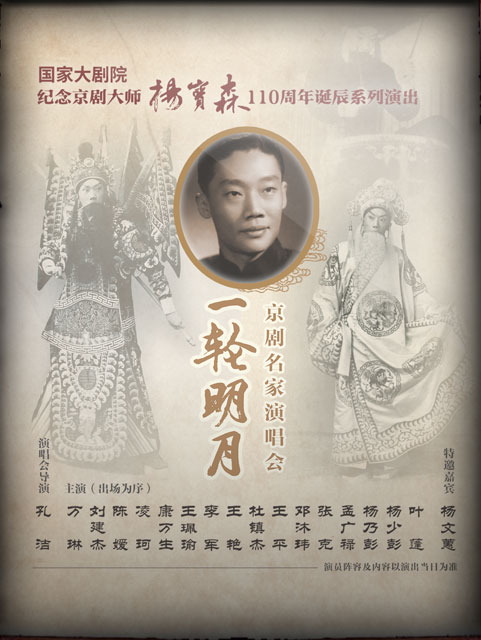 国家大剧院
纪念京剧大师杨宝森110周年诞辰系列演出
一轮明月
京剧名家演唱会
演唱会导演
孔洁
主演（出场为序）
万琳
刘建杰
陈媛
凌珂
康万生
王珮瑜
李军
王艳
杜镇杰
王平
邓沐玮
张克
孟广禄
杨乃彭
杨少彭
叶蓬
特邀嘉宾
杨文蕙
演员阵容及内容以演出当日为准